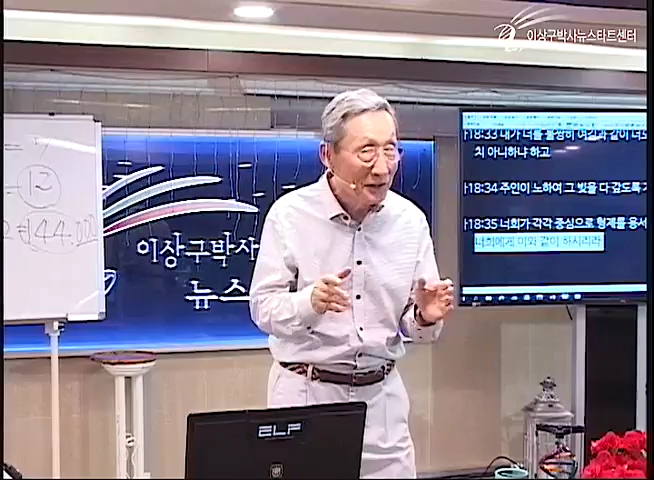 이상구박사뉴스타트센터
12
144,000
이상구박사
뉴스
18:33 내가 너를 불쌍히 여김과 같이 너도
치 아니하냐 하고
18:34 주인이 노하여 그 빚을 다 갚도록
18:35 너희가 각각 중심으로 형제를 용서
너희에게 이와 같이 하시리라
ELF